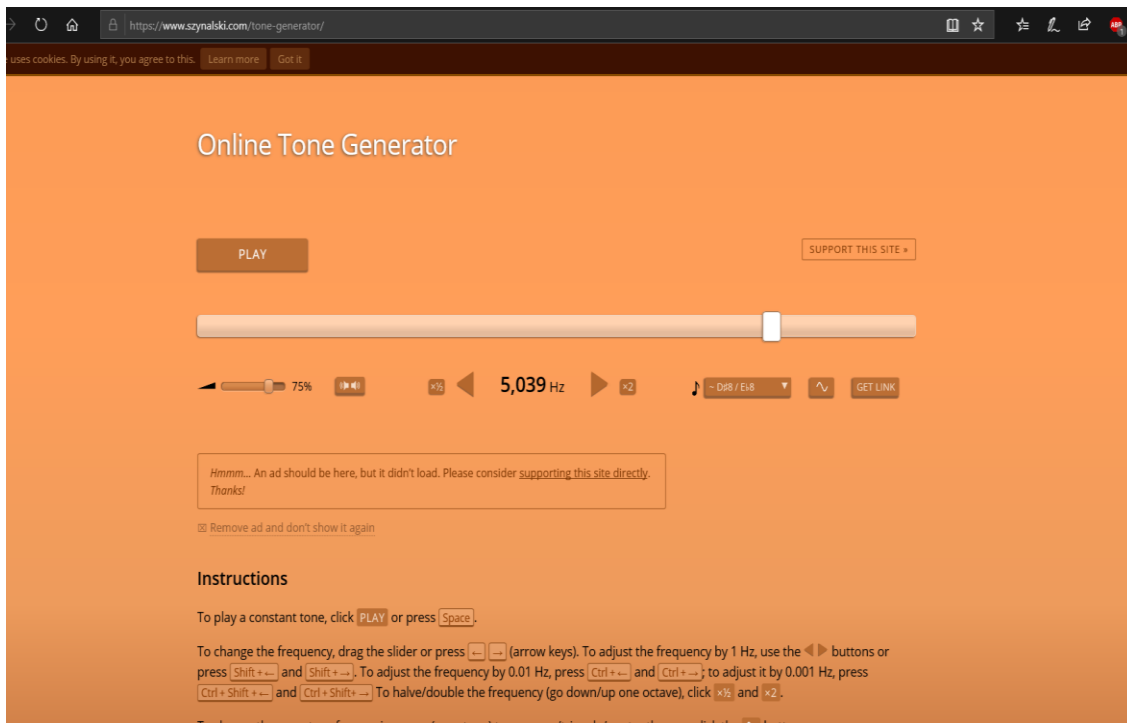 https://www.szynalski.com/tone-generator/
ABP
1
uses cookies. By using it, you agree to this. Learn more Got it
Online Tone Generator
PLAY
SUPPORT THIS SITE »
75% ×½ 5,039 Hz ×2 ~ D♯8 / E♭8 GET LINK
Hmmm... An ad should be here, but it didn't load. Please consider supporting this site directly.
Thanks!
Remove ad and don't show it again
Instructions
To play a constant tone, click PLAY or press Space.
To change the frequency, drag the slider or press ← → (arrow keys). To adjust the frequency by 1 Hz, use the ◀ ▶ buttons or
press Shift + ← and Shift + →. To adjust the frequency by 0.01 Hz, press Ctrl + ← and Ctrl + →; to adjust it by 0.001 Hz, press
Ctrl + Shift + ← and Ctrl + Shift+ → To halve/double the frequency (go down/up one octave), click ×½ and ×2.